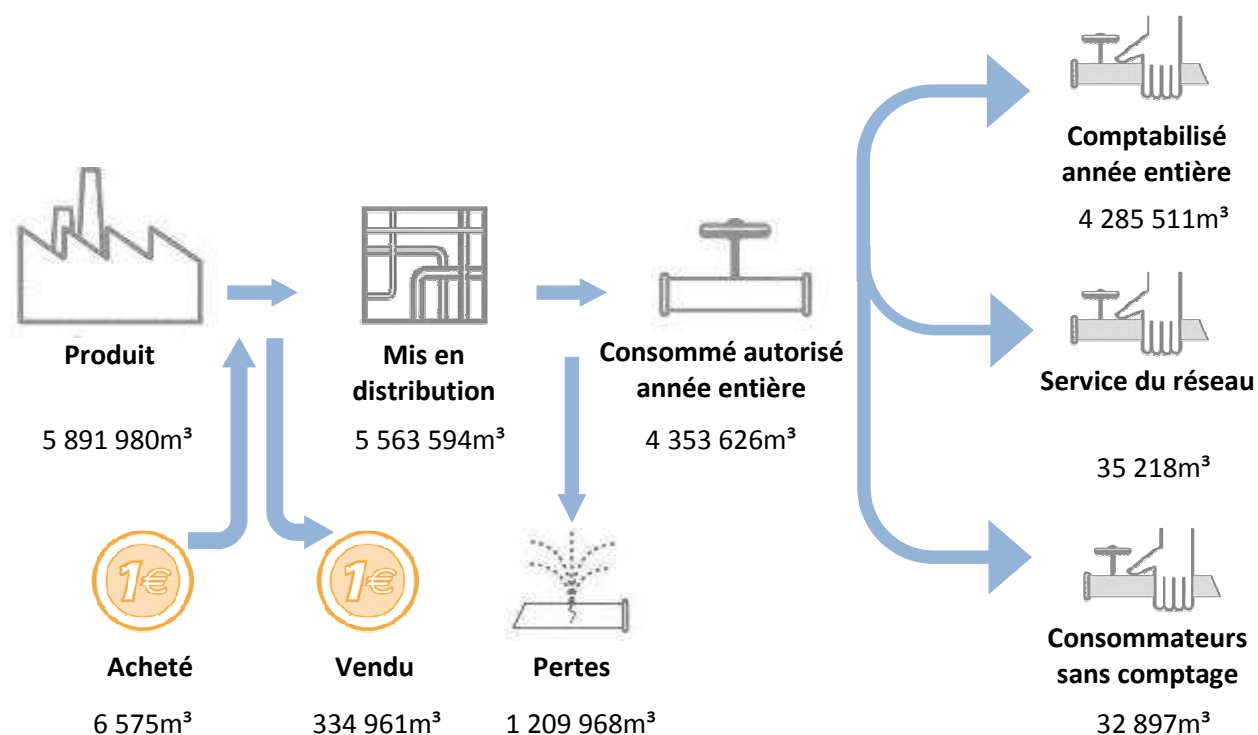 Comptabilisé
année entière
4 285 511m³
Produit
5 891 980m³
Mis en
distribution
5 563 594m³
Consommé autorisé
année entière
4 353 626m³
Service du réseau
35 218m³
1€
Acheté
6 575m³
1€
Vendu
334 961m³
Pertes
1 209 968m³
Consommateurs
sans comptage
32 897m³